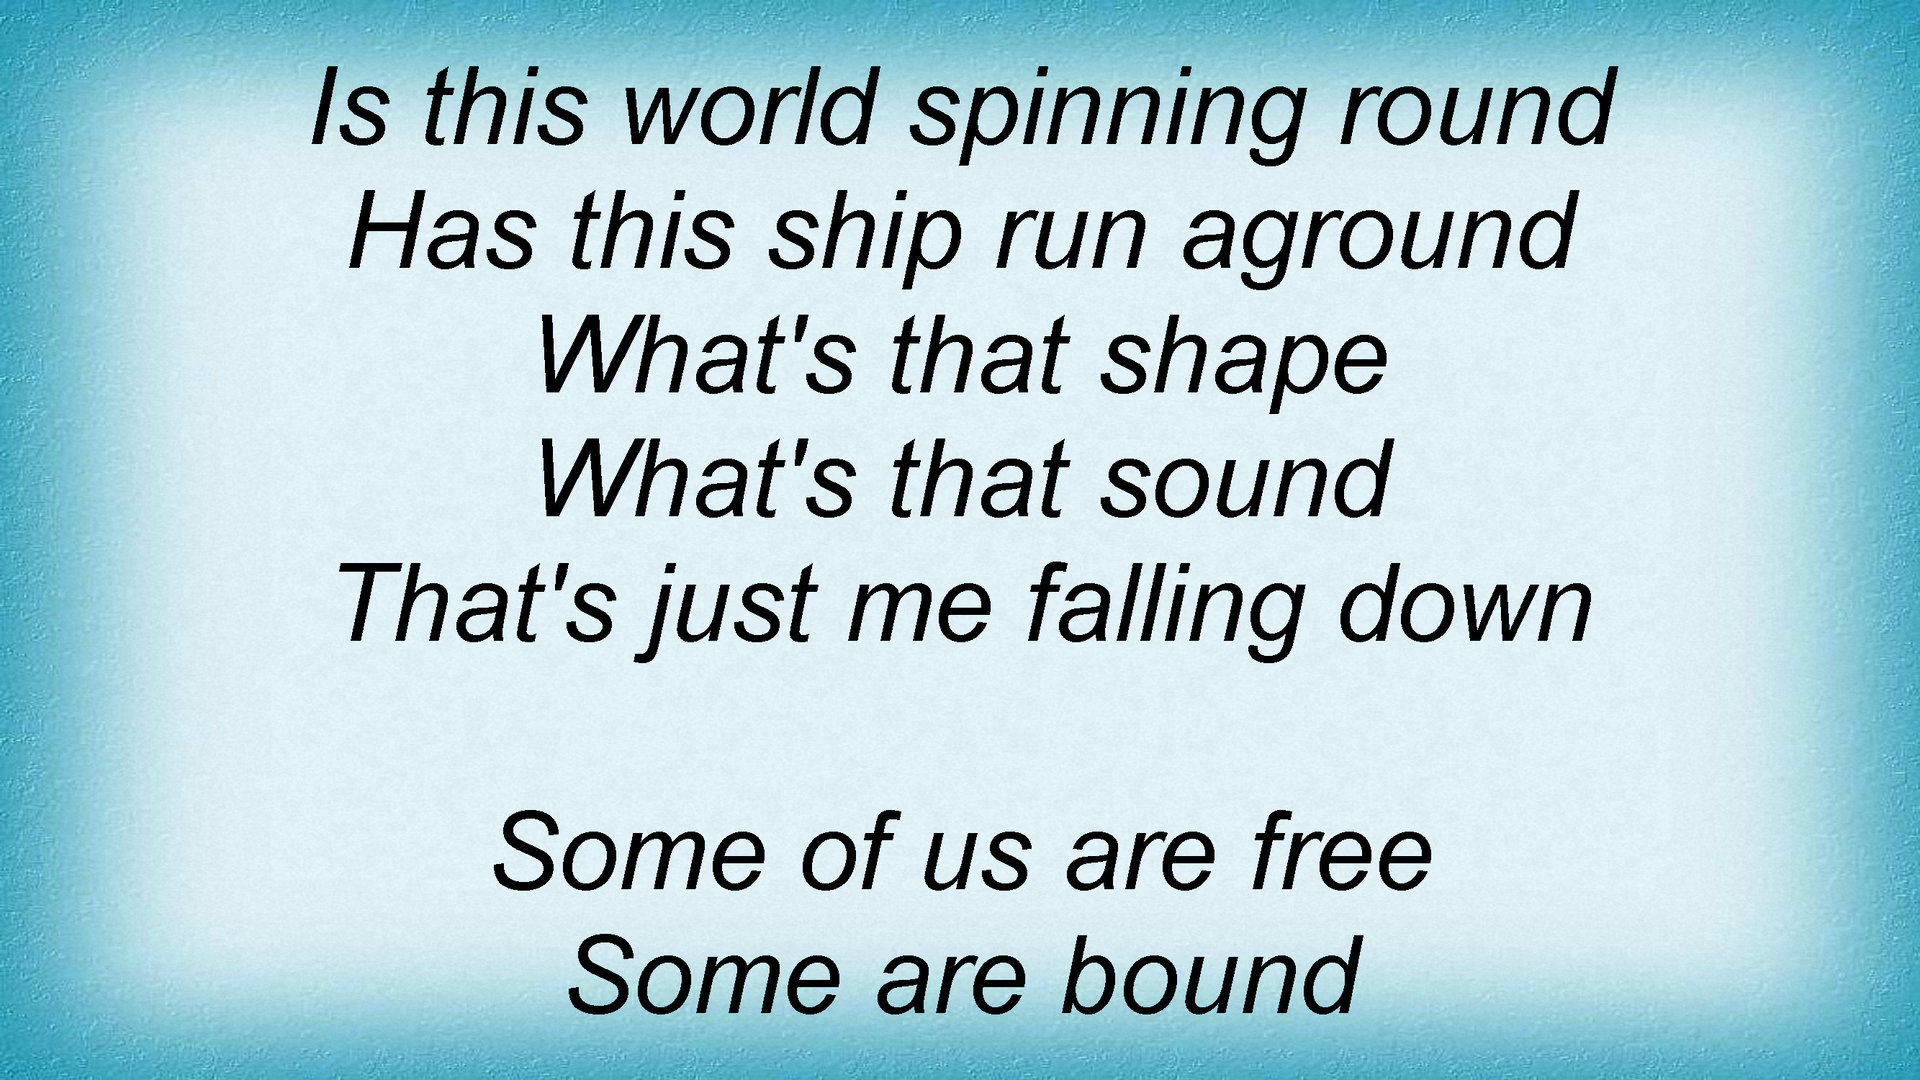 Is this world spinning round
Has this ship run aground
What's that shape
What's that sound
That's just me falling down
Some of us are free
Some are bound